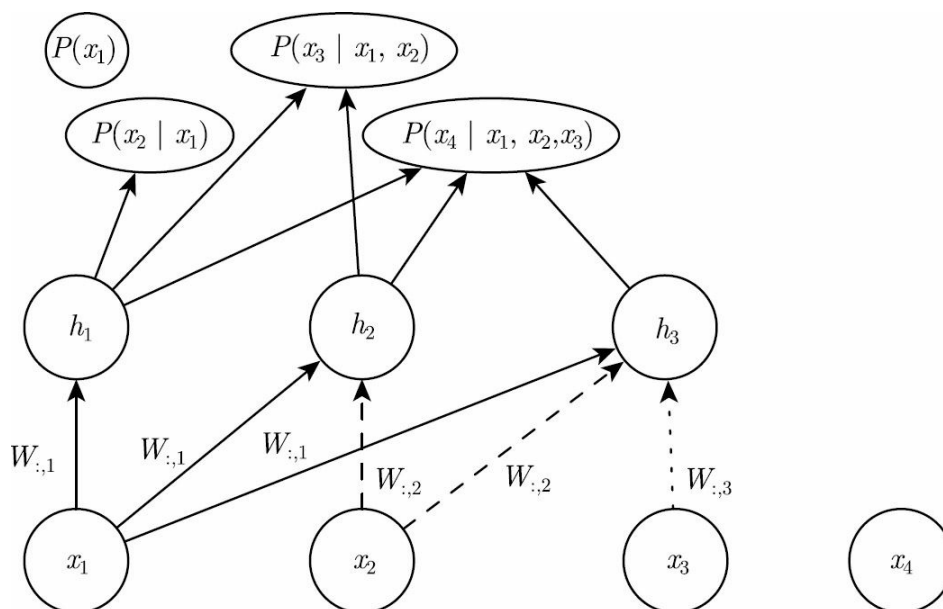 P(x₁)
P(x₃ | x₁, x₂)
P(x₂ | x₁)
P(x₄ | x₁, x₂,x₃)
h₁
h₂
h₃
W:,₁
W:,₁
W:,₁
W:,₂
W:,₂
W:,₃
x₁
x₂
x₃
x₄